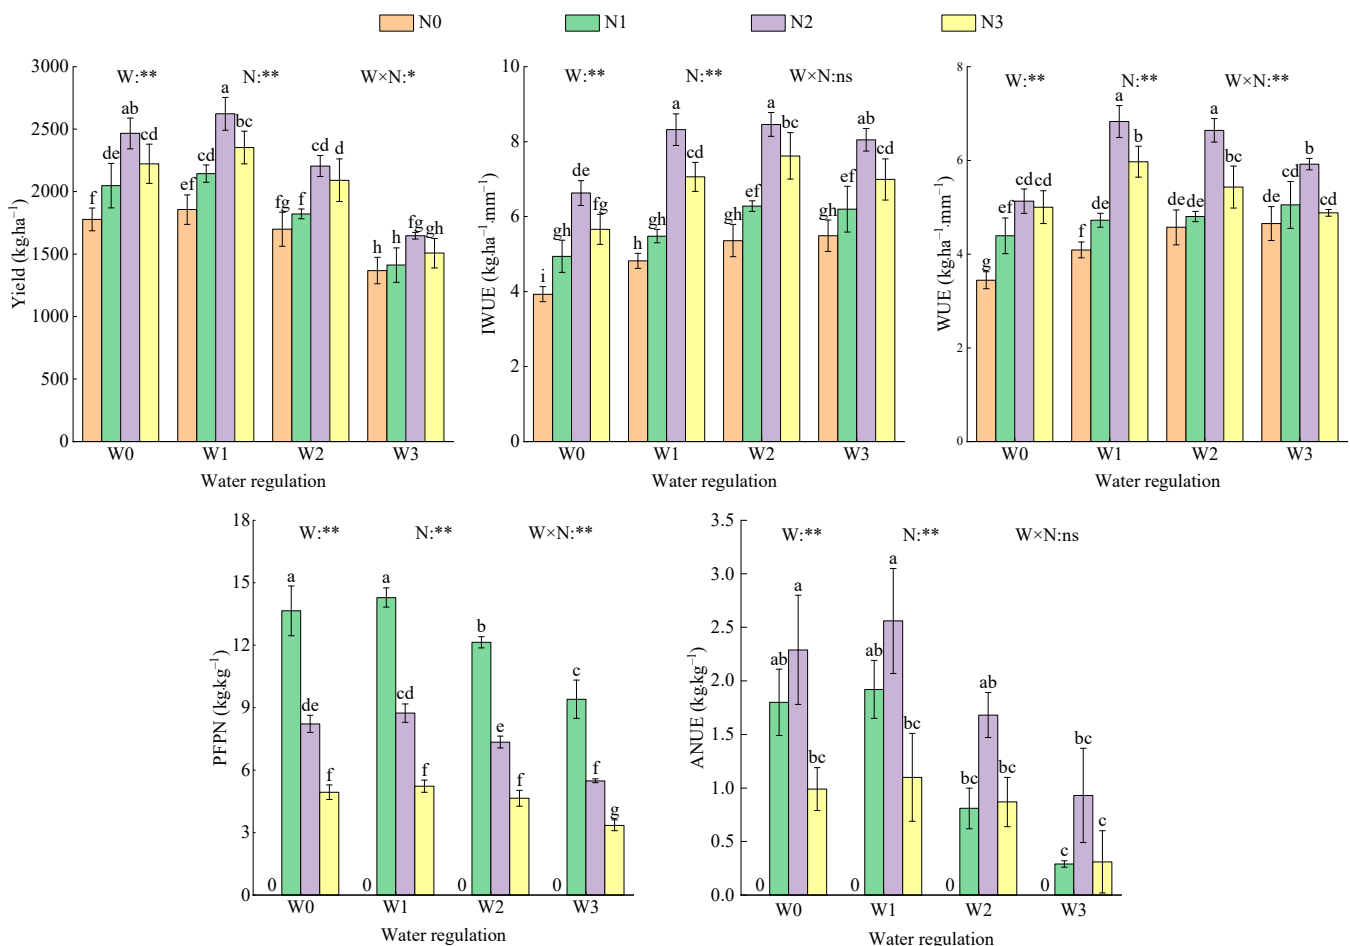 N0 N1 N2 N3
W:** N:** W×N:*
3000
2500
2000
1500
1000
500
0
Yield (kg·ha⁻¹)
f de ab cd
ef cd a bc
fg fg cd d
h h fg gh
W0 W1 W2 W3
Water regulation
W:** N:** W×N:ns
10
8
6
4
2
0
IWUE (kg·ha⁻¹·mm⁻¹)
i gh de fg
h gh a cd
gh ef a bc
gh ef ab cd
W0 W1 W2 W3
Water regulation
W:** N:** W×N:**
8
6
4
2
0
WUE (kg·ha⁻¹·mm⁻¹)
g ef cd cd
f de a b
de de a bc
de cd b cd
W0 W1 W2 W3
Water regulation
W:** N:** W×N:**
18
15
12
9
6
3
0
PFPN (kg·kg⁻¹)
0 a de f
0 a cd f
0 b e f
0 c f g
W0 W1 W2 W3
Water regulation
W:** N:** W×N:ns
3.5
3.0
2.5
2.0
1.5
1.0
0.5
0.0
ANUE (kg·kg⁻¹)
0 ab a bc
0 ab a bc
0 bc ab bc
0 c bc c
W0 W1 W2 W3
Water regulation